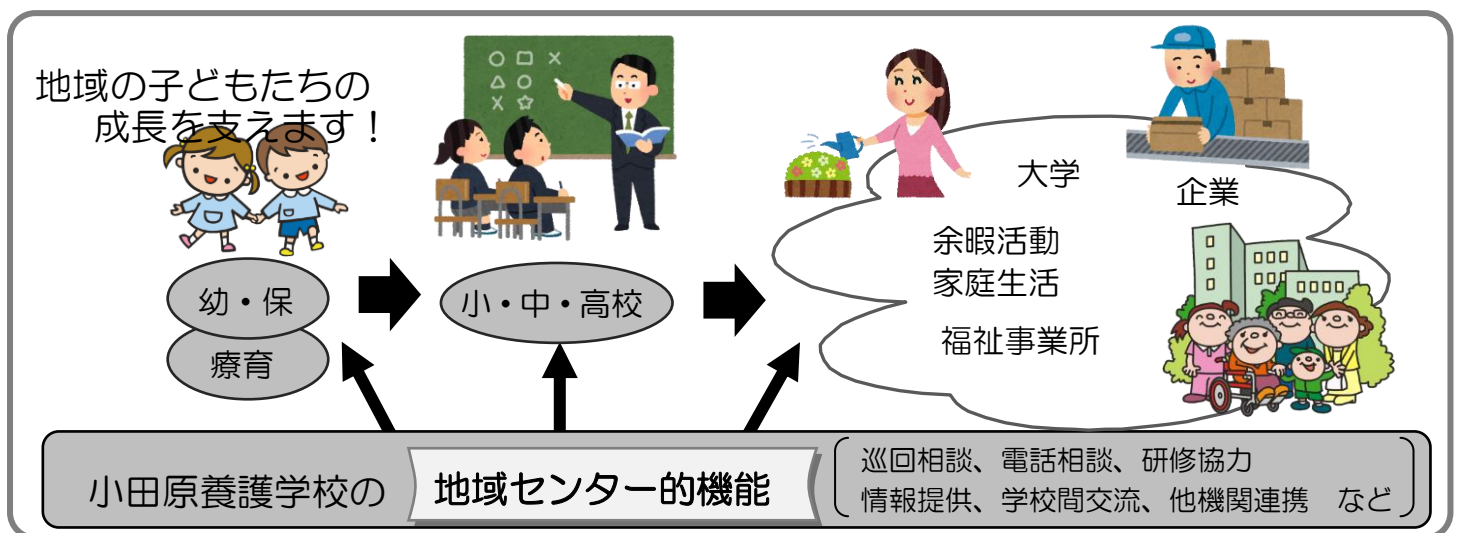 地域の子どもたちの
成長を支えます！
大学
企業
余暇活動
家庭生活
福祉事業所
幼・保
療育
小・中・高校
小田原養護学校の
地域センター的機能
巡回相談、電話相談、研修協力
情報提供、学校間交流、他機関連携　など